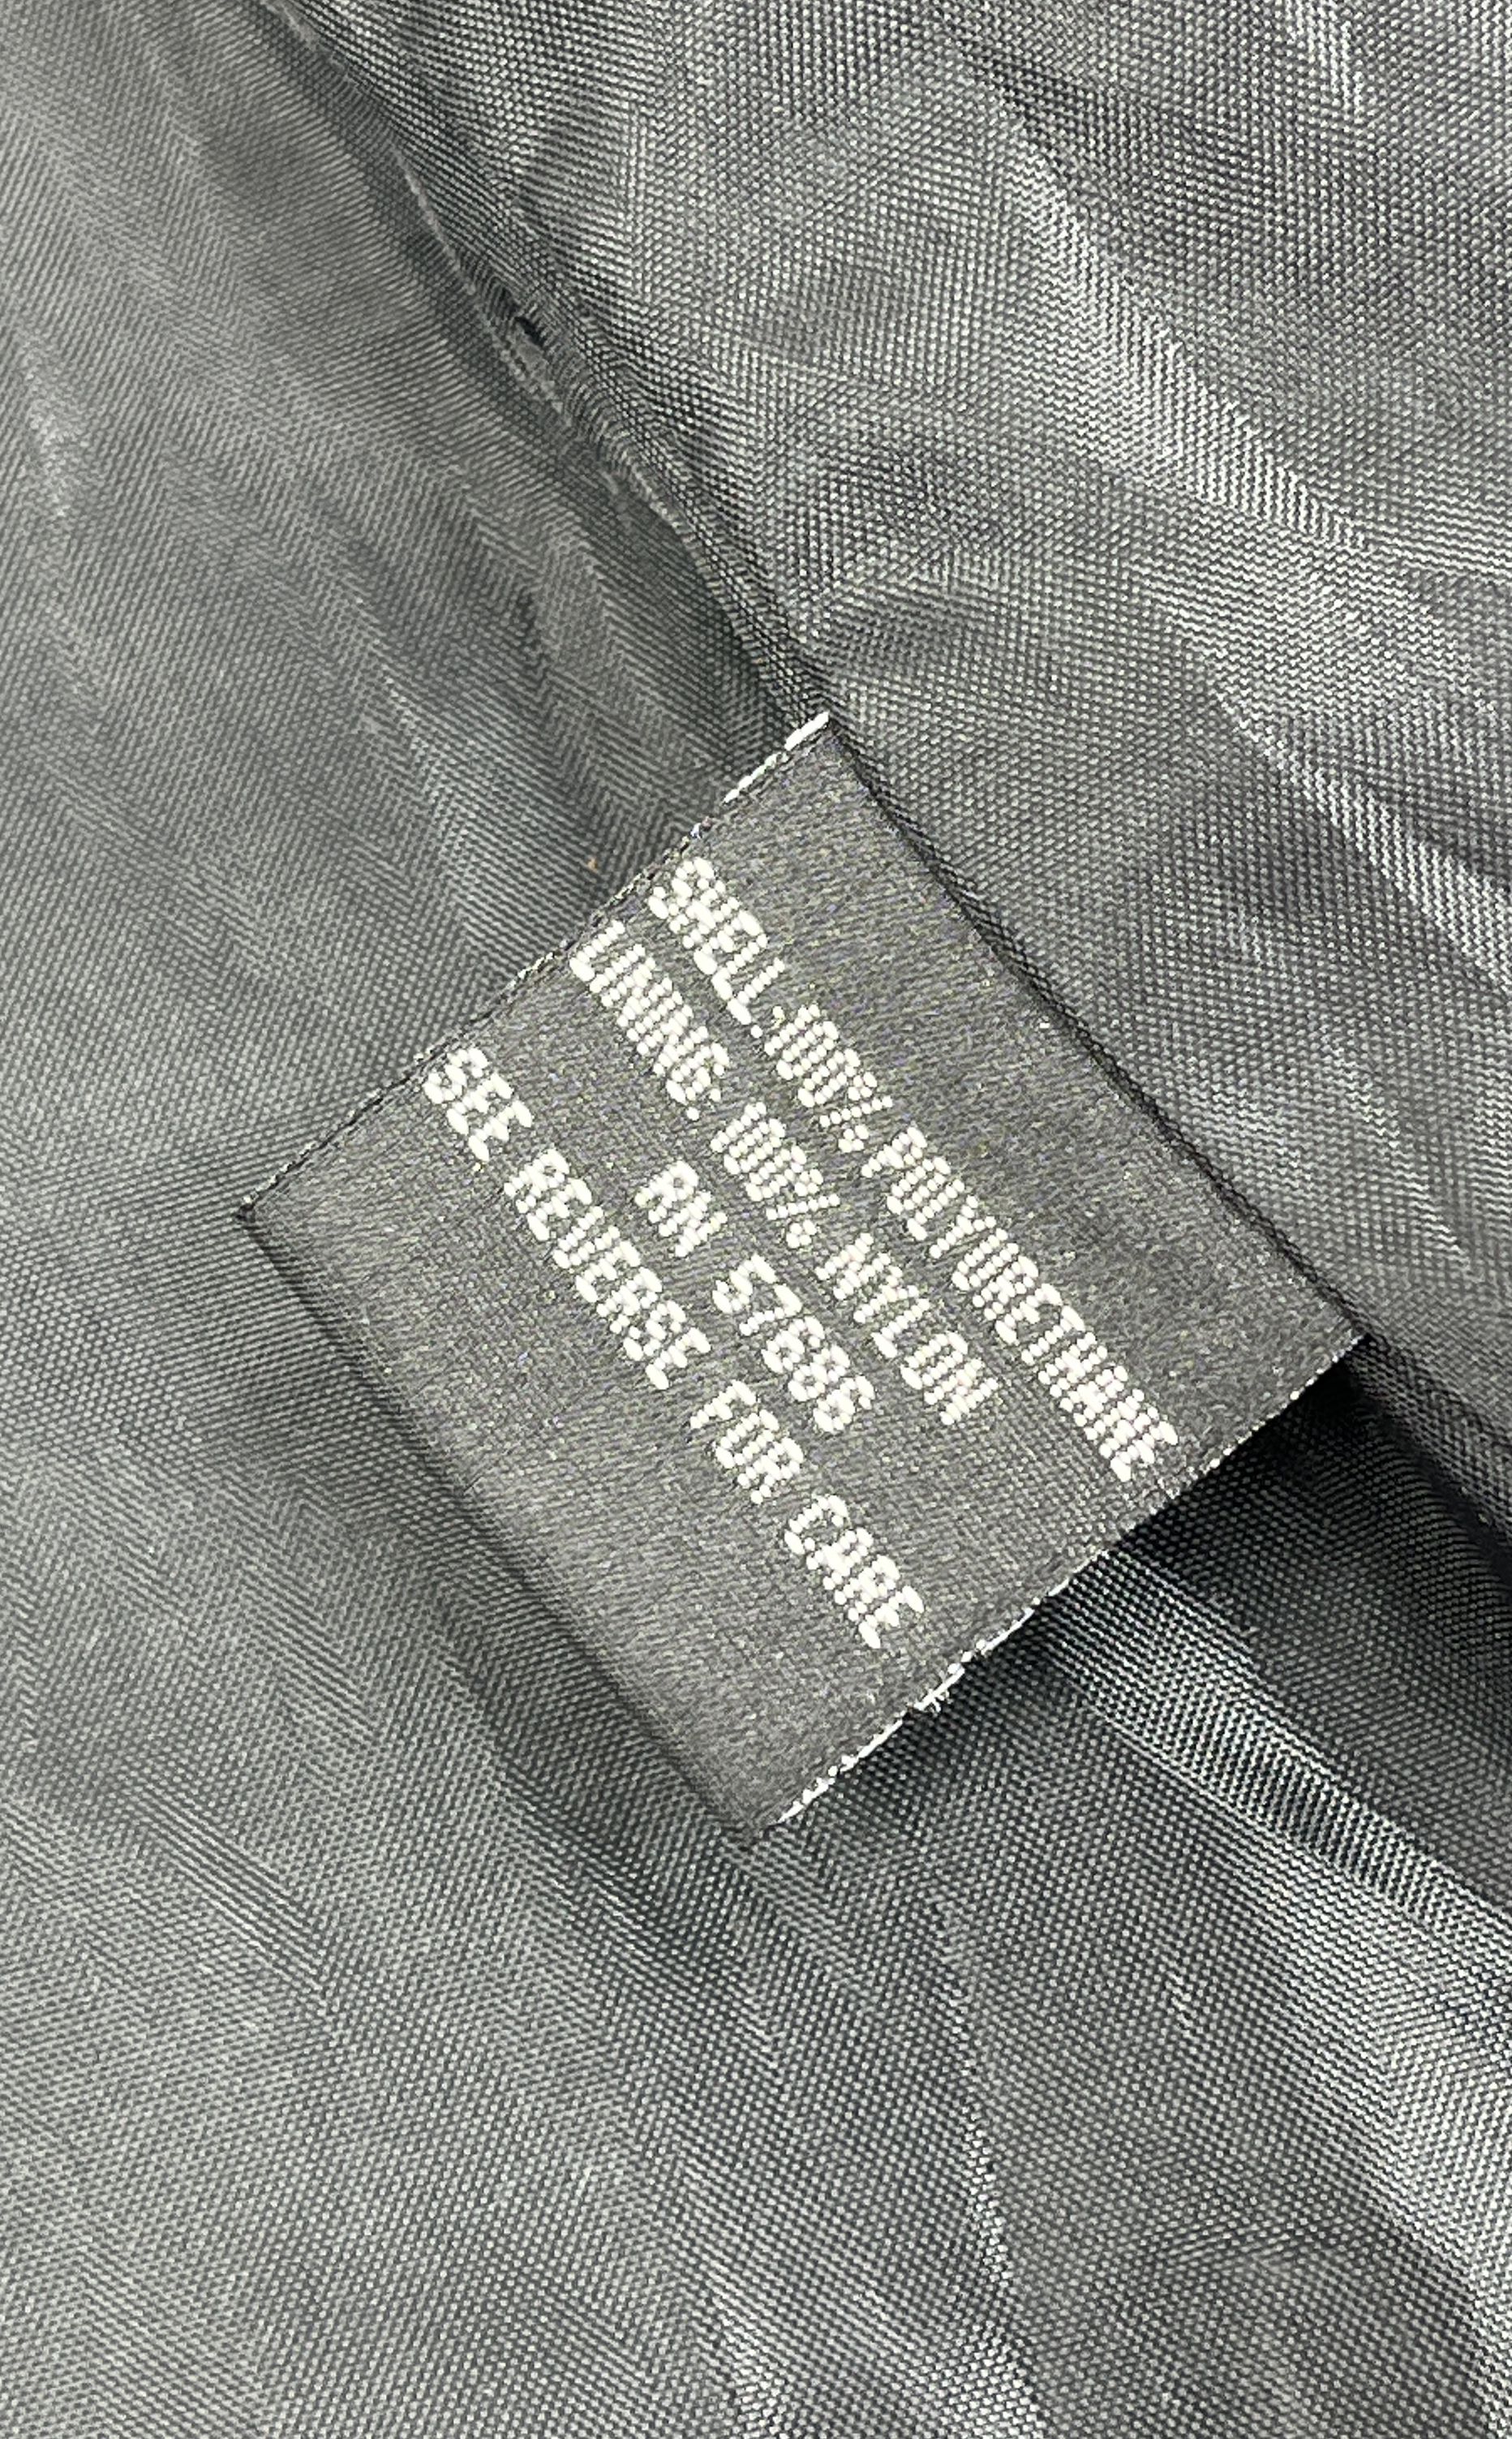 SHELL:100% POLYURETHANE
LINING: 100% NYLON
RN 57686
SEE REVERSE FOR CARE